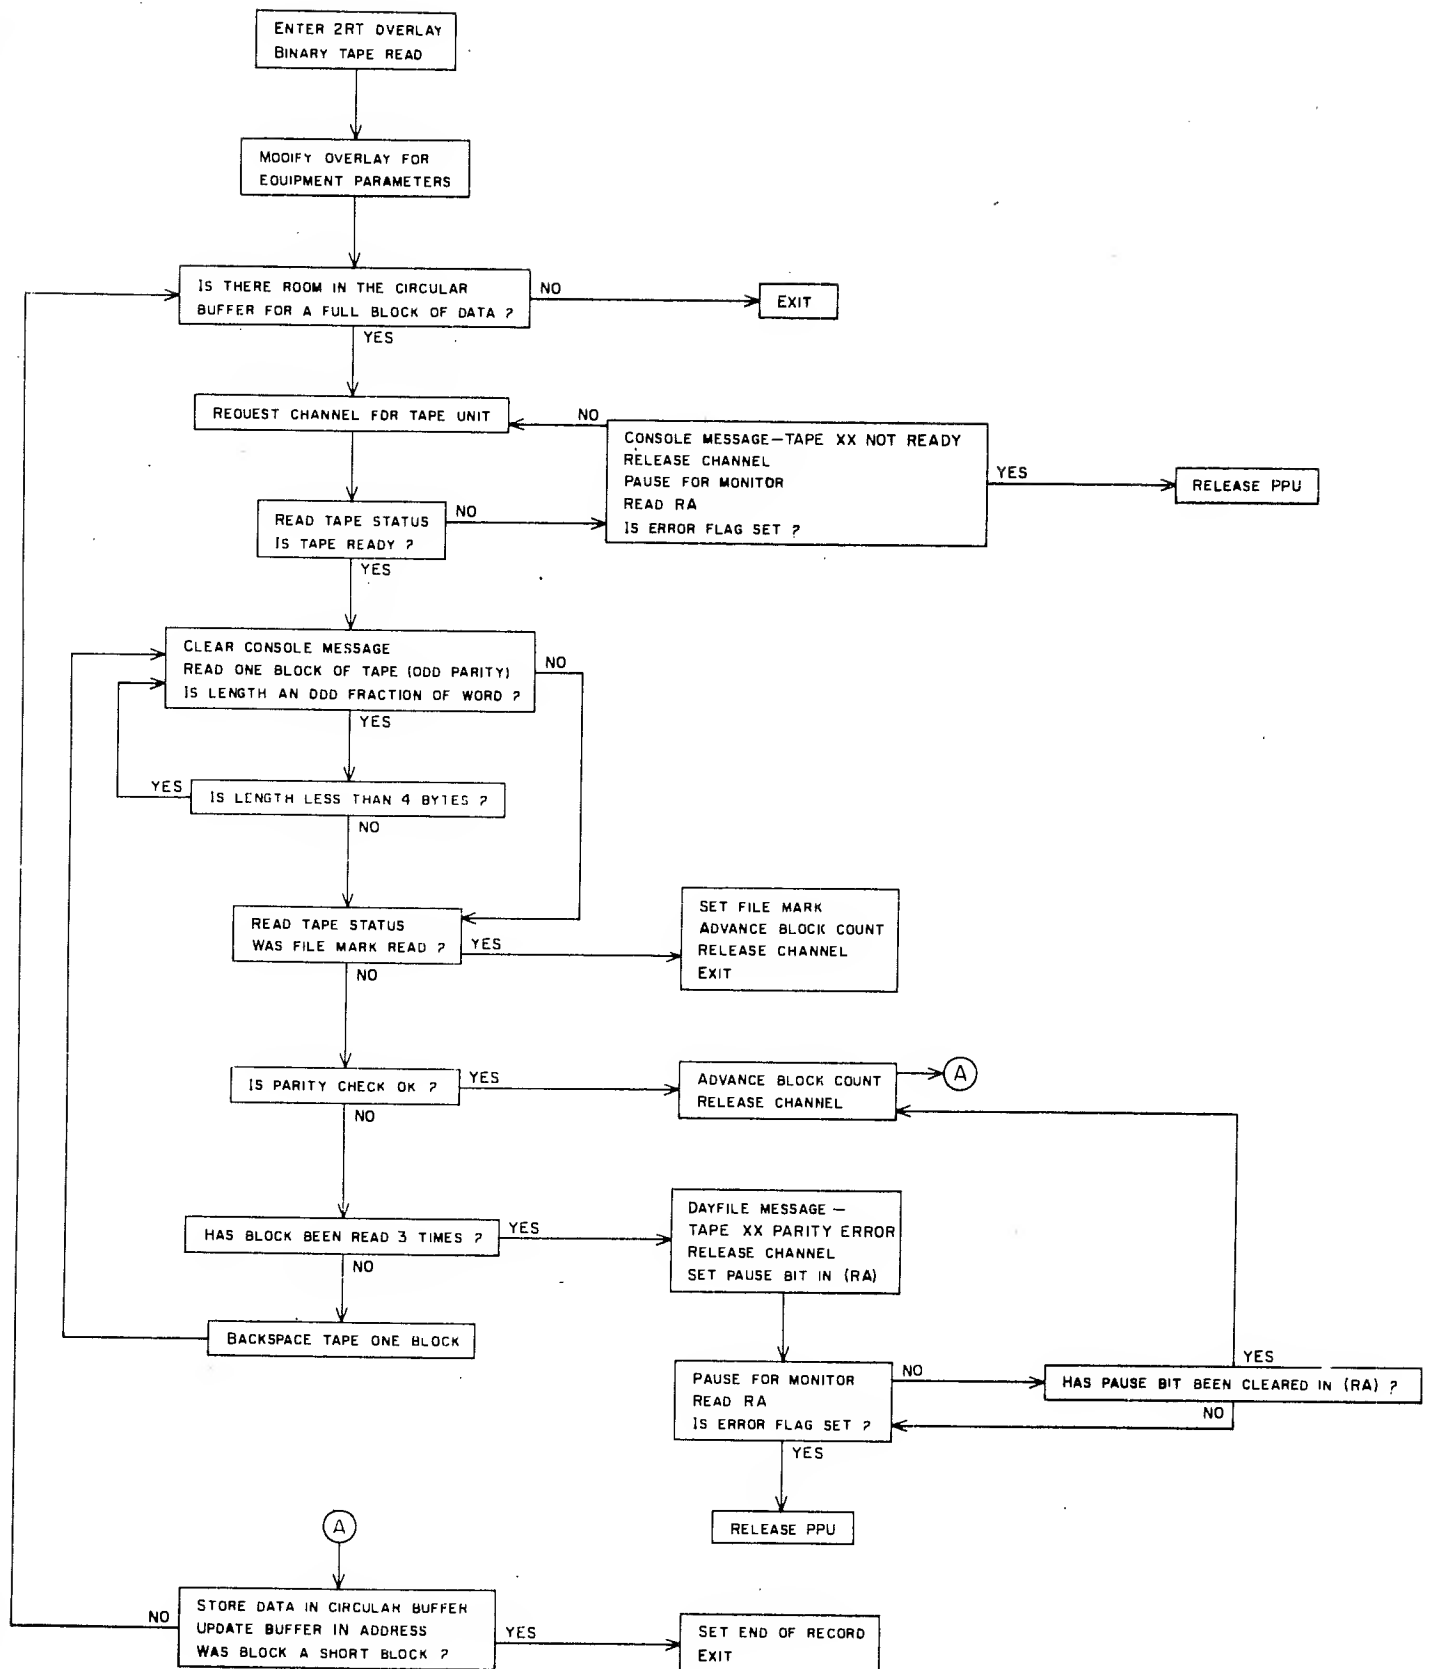 ENTER 2RT OVERLAY
BINARY TAPE READ
MODIFY OVERLAY FOR
EQUIPMENT PARAMETERS
IS THERE ROOM IN THE CIRCULAR
BUFFER FOR A FULL BLOCK OF DATA ?
NO
EXIT
YES
REQUEST CHANNEL FOR TAPE UNIT
NO
CONSOLE MESSAGE—TAPE XX NOT READY
RELEASE CHANNEL
PAUSE FOR MONITOR
READ RA
IS ERROR FLAG SET ?
YES
RELEASE PPU
READ TAPE STATUS
IS TAPE READY ?
NO
YES
CLEAR CONSOLE MESSAGE
READ ONE BLOCK OF TAPE (ODD PARITY)
IS LENGTH AN ODD FRACTION OF WORD ?
NO
YES
YES
IS LENGTH LESS THAN 4 BYTES ?
NO
READ TAPE STATUS
WAS FILE MARK READ ?
YES
SET FILE MARK
ADVANCE BLOCK COUNT
RELEASE CHANNEL
EXIT
NO
IS PARITY CHECK OK ?
YES
ADVANCE BLOCK COUNT
RELEASE CHANNEL
A
NO
HAS BLOCK BEEN READ 3 TIMES ?
YES
DAYFILE MESSAGE —
TAPE XX PARITY ERROR
RELEASE CHANNEL
SET PAUSE BIT IN (RA)
NO
BACKSPACE TAPE ONE BLOCK
PAUSE FOR MONITOR
READ RA
IS ERROR FLAG SET ?
NO
YES
HAS PAUSE BIT BEEN CLEARED IN (RA) ?
NO
YES
RELEASE PPU
A
NO
STORE DATA IN CIRCULAR BUFFER
UPDATE BUFFER IN ADDRESS
WAS BLOCK A SHORT BLOCK ?
YES
SET END OF RECORD
EXIT